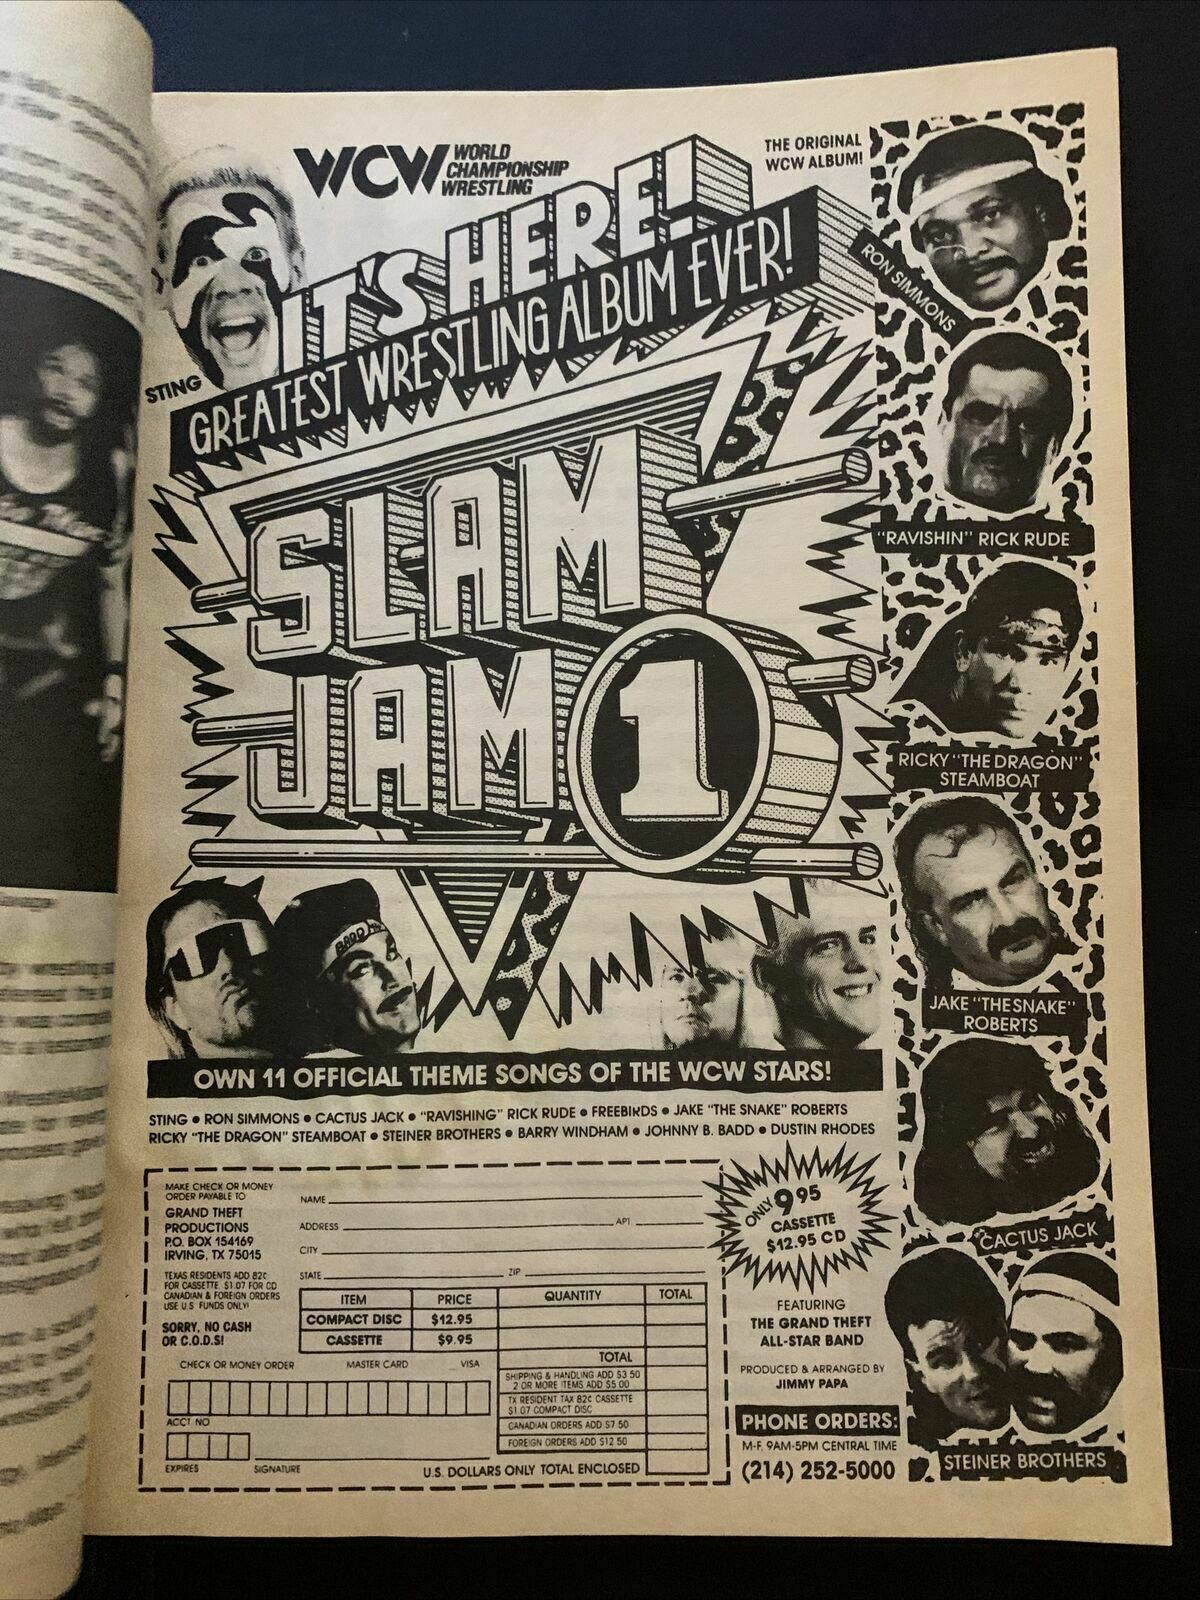 WCW WORLD
CHAMPIONSHIP
WRESTLING
THE ORIGINAL
WCW ALBUM!
IT'S HERE!
GREATEST WRESTLING ALBUM EVER!
STING
SLAM
JAM 1
RON SIMMONS
"RAVISHIN" RICK RUDE
RICKY "THE DRAGON"
STEAMBOAT
JAKE "THE SNAKE"
ROBERTS
CACTUS JACK
STEINER BROTHERS
OWN 11 OFFICIAL THEME SONGS OF THE WCW STARS!
STING • RON SIMMONS • CACTUS JACK • "RAVISHING" RICK RUDE • FREEBIRDS • JAKE "THE SNAKE" ROBERTS
RICKY "THE DRAGON" STEAMBOAT • STEINER BROTHERS • BARRY WINDHAM • JOHNNY B. BADD • DUSTIN RHODES
MAKE CHECK OR MONEY
ORDER PAYABLE TO
GRAND THEFT
PRODUCTIONS
P.O. BOX 154169
IRVING, TX 75015
TEXAS RESIDENTS ADD 82¢
FOR CASSETTE $1.07 FOR CD
CANADIAN & FOREIGN ORDERS
USE U.S. FUNDS ONLY!
SORRY, NO CASH
OR C.O.D.S!
NAME
ADDRESS APT
CITY
STATE ZIP
ITEM PRICE QUANTITY TOTAL
COMPACT DISC $12.95
CASSETTE $9.95
TOTAL
SHIPPING & HANDLING ADD $3.50
2 OR MORE ITEMS ADD $5.00
TX RESIDENT TAX 82¢ CASSETTE
$1.07 COMPACT DISC
CANADIAN ORDERS ADD $7.50
FOREIGN ORDERS ADD $12.50
U.S. DOLLARS ONLY TOTAL ENCLOSED
CHECK OR MONEY ORDER MASTER CARD VISA
ACCT. NO
EXPIRES SIGNATURE
ONLY 9.95
CASSETTE
$12.95 CD
FEATURING
THE GRAND THEFT
ALL-STAR BAND
PRODUCED & ARRANGED BY
JIMMY PAPA
PHONE ORDERS:
M-F, 9AM-5PM CENTRAL TIME
(214) 252-5000